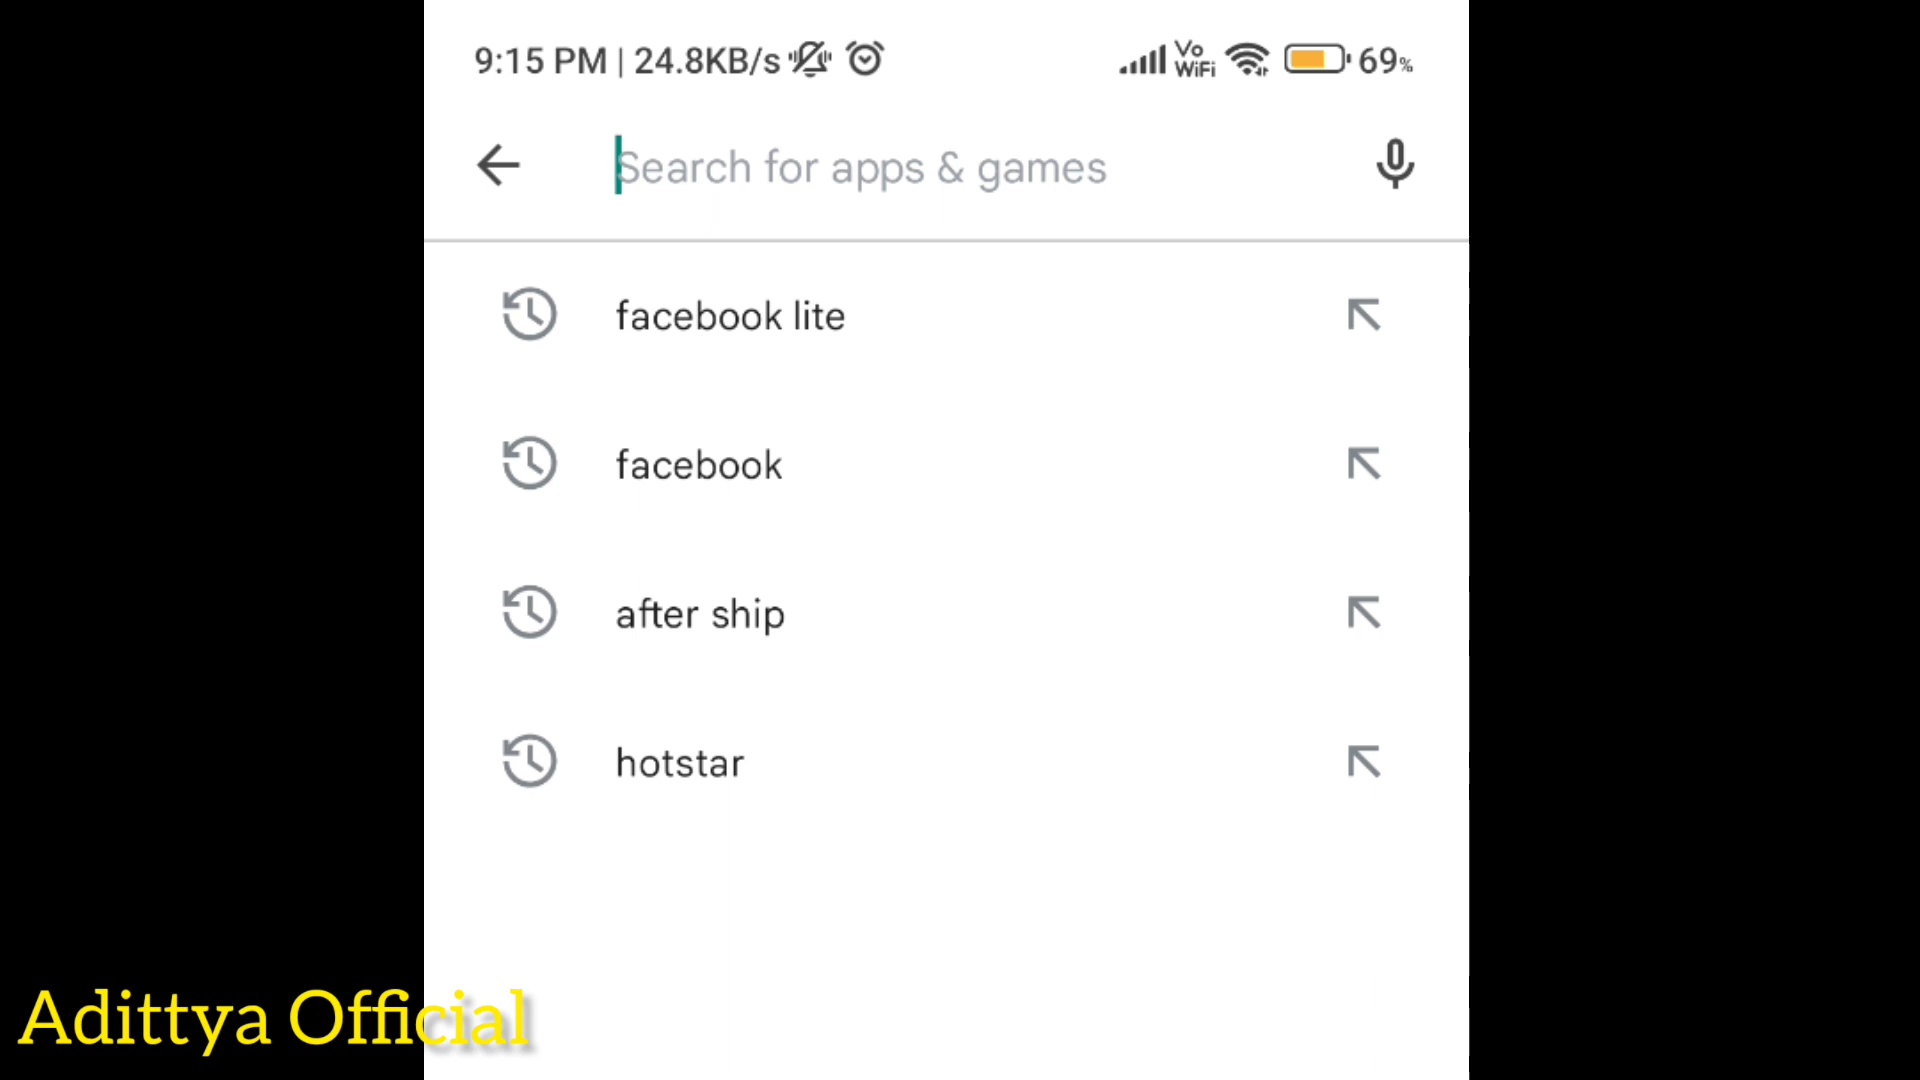 9:15 PM | 24.8KB/s Vo WiFi 69%
Search for apps & games
facebook lite
facebook
after ship
hotstar
Adittya Official